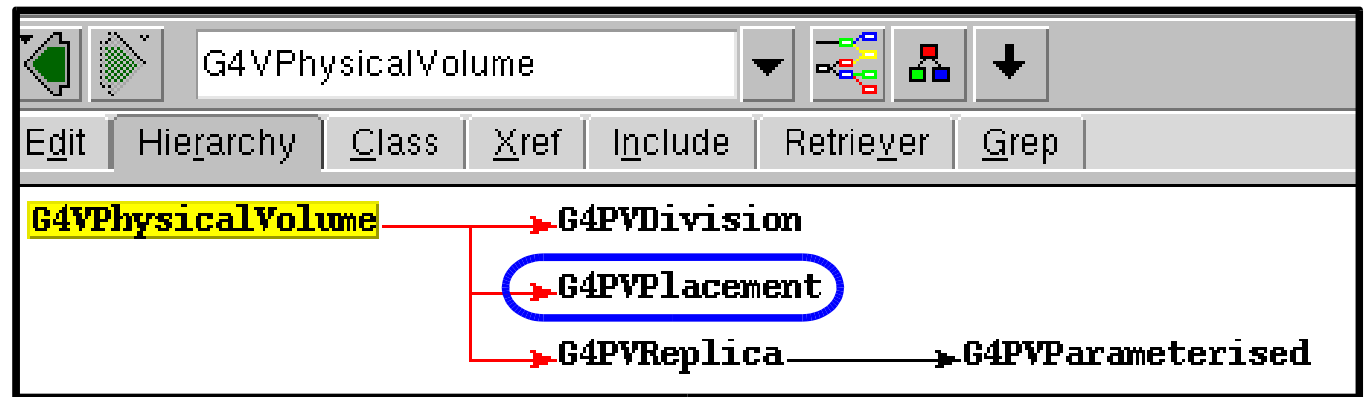 G4VPhysicalVolume
Edit Hierarchy Class Xref Include Retriever Grep
G4VPhysicalVolume G4PVDivision
G4PVPlacement
G4PVReplica G4PVParameterised